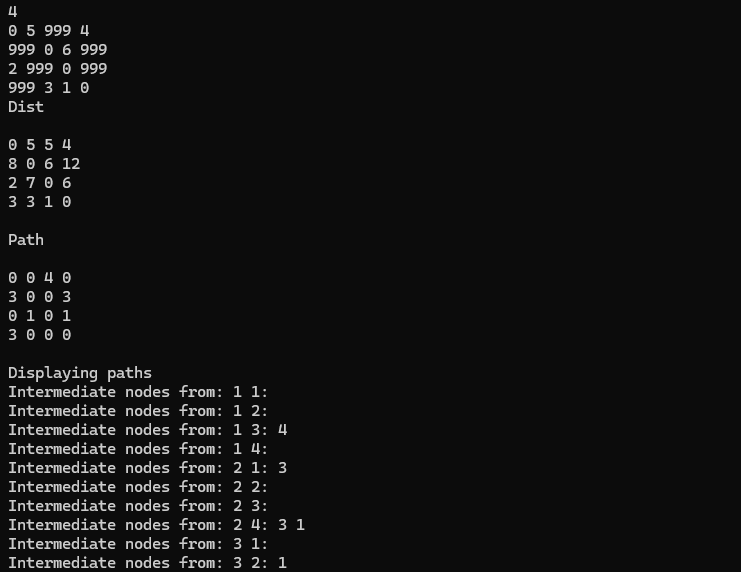 4
0 5 999 4
999 0 6 999
2 999 0 999
999 3 1 0
Dist
0 5 5 4
8 0 6 12
2 7 0 6
3 3 1 0
Path
0 0 4 0
3 0 0 3
0 1 0 1
3 0 0 0
Displaying paths
Intermediate nodes from: 1 1:
Intermediate nodes from: 1 2:
Intermediate nodes from: 1 3: 4
Intermediate nodes from: 1 4:
Intermediate nodes from: 2 1: 3
Intermediate nodes from: 2 2:
Intermediate nodes from: 2 3:
Intermediate nodes from: 2 4: 3 1
Intermediate nodes from: 3 1:
Intermediate nodes from: 3 2: 1